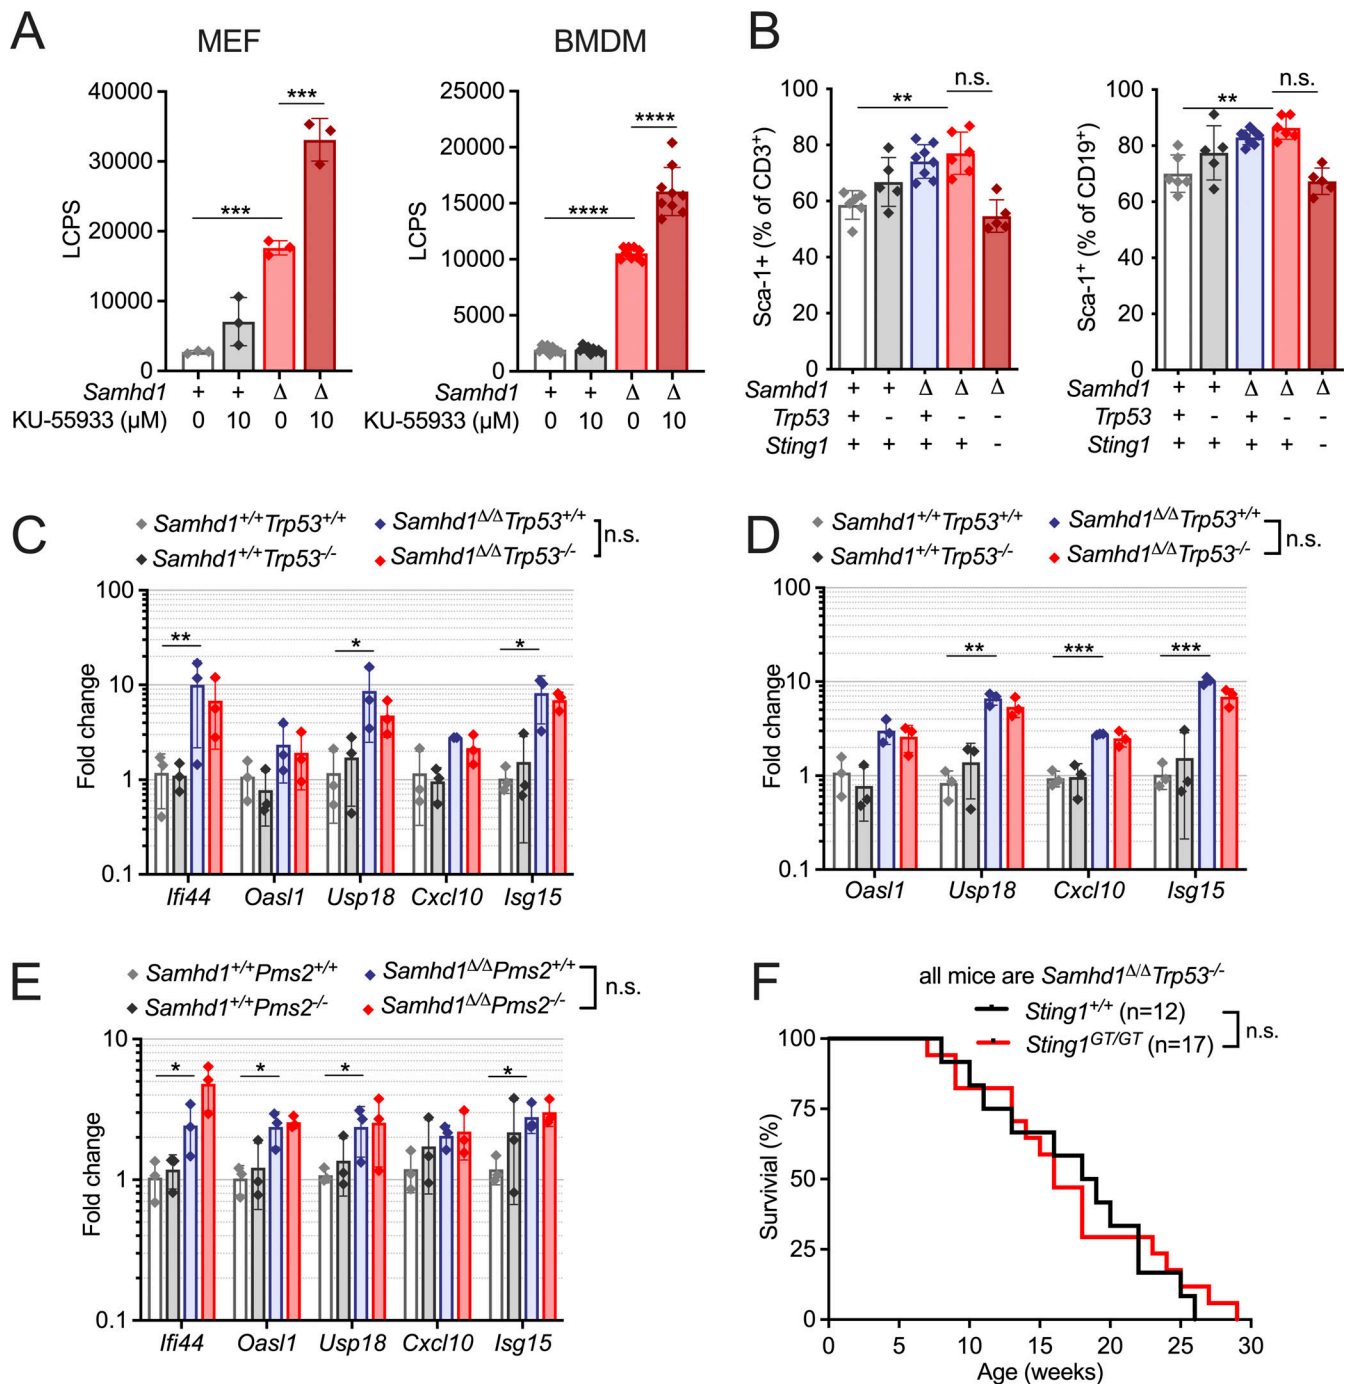 A
MEF
BMDM
LCPS
40000
30000
20000
10000
0
***
***
Samhd1 + + Δ Δ
KU-55933 (μM) 0 10 0 10
LCPS
25000
20000
15000
10000
5000
0
****
****
Samhd1 + + Δ Δ
KU-55933 (μM) 0 10 0 10
B
Sca-1+ (% of CD3⁺)
100
80
60
40
20
0
**
n.s.
Samhd1 + + Δ Δ Δ
Trp53 + - + - -
Sting1 + + + + -
Sca-1⁺ (% of CD19⁺)
100
80
60
40
20
0
**
n.s.
Samhd1 + + Δ Δ Δ
Trp53 + - + - -
Sting1 + + + + -
C
Samhd1⁺/⁺Trp53⁺/⁺
Samhd1⁺/⁺Trp53⁻/⁻
Samhd1Δ/ΔTrp53⁺/⁺
Samhd1Δ/ΔTrp53⁻/⁻
n.s.
Fold change
100
10
1
0.1
** * *
Ifi44 Oasl1 Usp18 Cxcl10 Isg15
D
Samhd1⁺/⁺Trp53⁺/⁺
Samhd1⁺/⁺Trp53⁻/⁻
Samhd1Δ/ΔTrp53⁺/⁺
Samhd1Δ/ΔTrp53⁻/⁻
n.s.
Fold change
100
10
1
0.1
** *** ***
Oasl1 Usp18 Cxcl10 Isg15
E
Samhd1⁺/⁺Pms2⁺/⁺
Samhd1⁺/⁺Pms2⁻/⁻
Samhd1Δ/ΔPms2⁺/⁺
Samhd1Δ/ΔPms2⁻/⁻
n.s.
Fold change
10
1
0.1
* * * *
Ifi44 Oasl1 Usp18 Cxcl10 Isg15
F
all mice are Samhd1Δ/ΔTrp53⁻/⁻
Sting1⁺/⁺ (n=12)
Sting1GT/GT (n=17)
n.s.
Survivial (%)
100
75
50
25
0
0 5 10 15 20 25 30
Age (weeks)